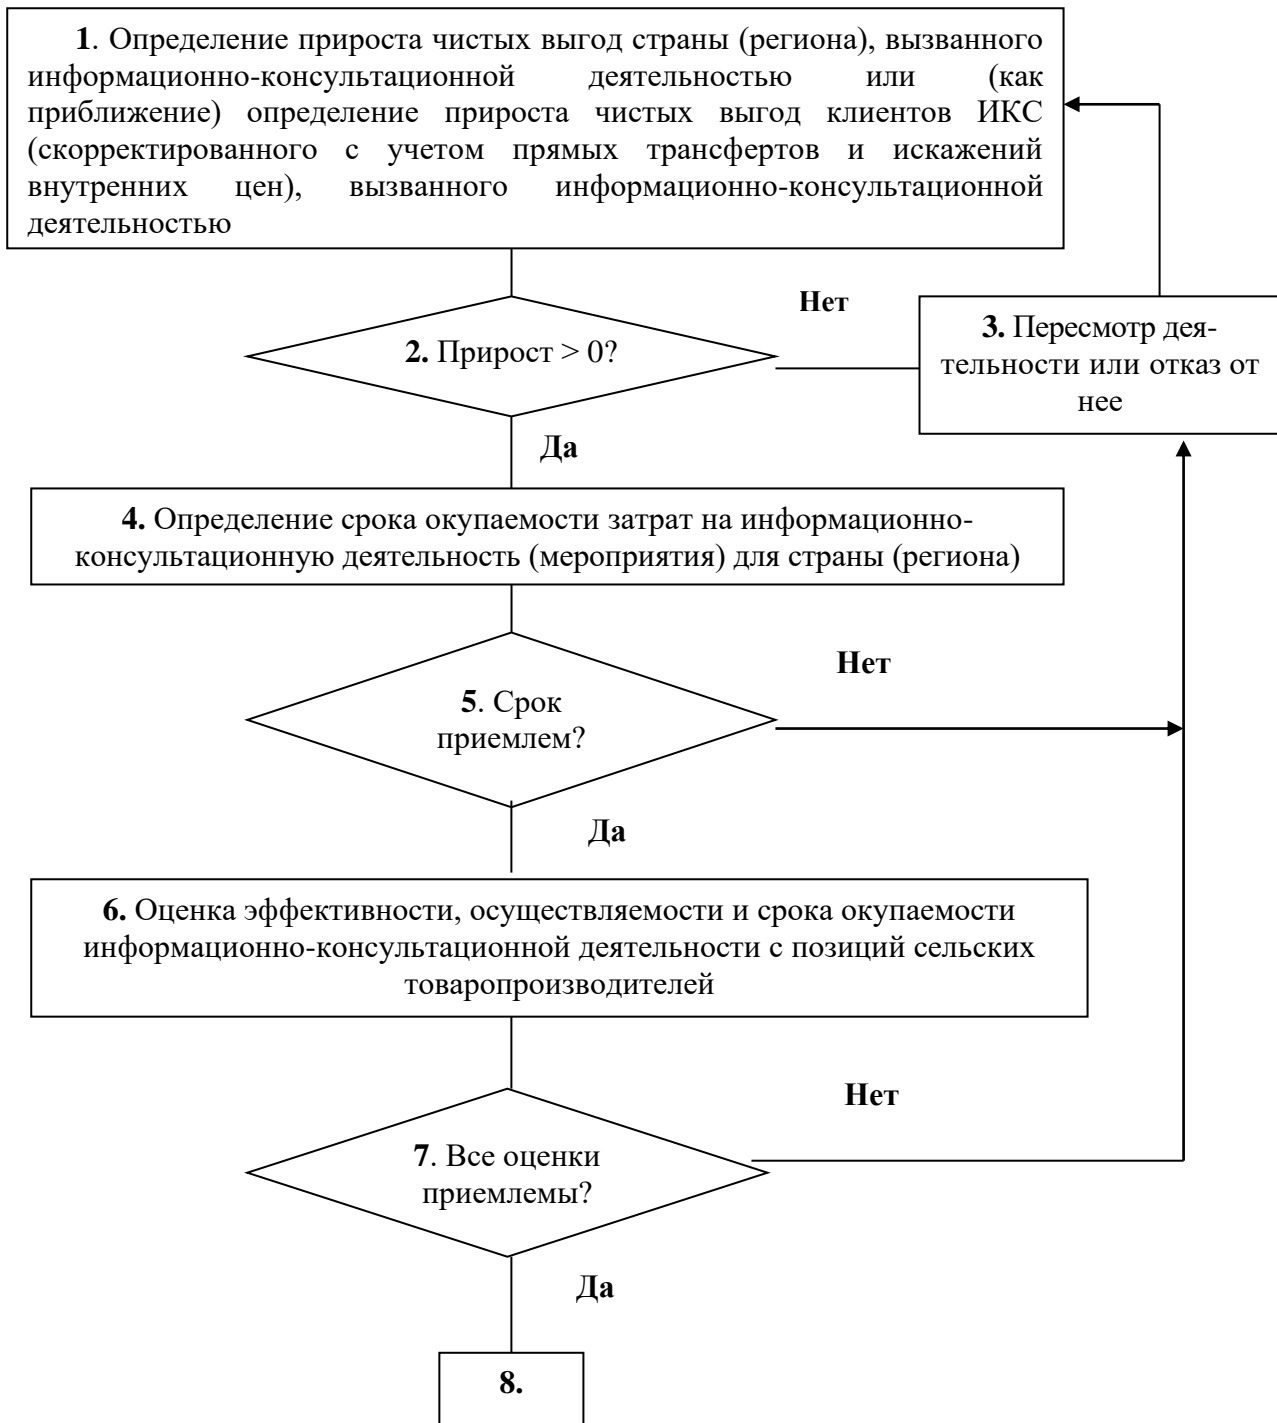 1. Определение прироста чистых выгод страны (региона), вызванного
информационно-консультационной деятельностью или (как
приближение) определение прироста чистых выгод клиентов ИКС
(скорректированного с учетом прямых трансфертов и искажений
внутренних цен), вызванного информационно-консультационной
деятельностью
Нет
2. Прирост > 0?
3. Пересмотр дея-
тельности или отказ от
нее
Да
4. Определение срока окупаемости затрат на информационно-
консультационную деятельность (мероприятия) для страны (региона)
Нет
5. Срок
приемлем?
Да
6. Оценка эффективности, осуществляемости и срока окупаемости
информационно-консультационной деятельности с позиций сельских
товаропроизводителей
Нет
7. Все оценки
приемлемы?
Да
8.